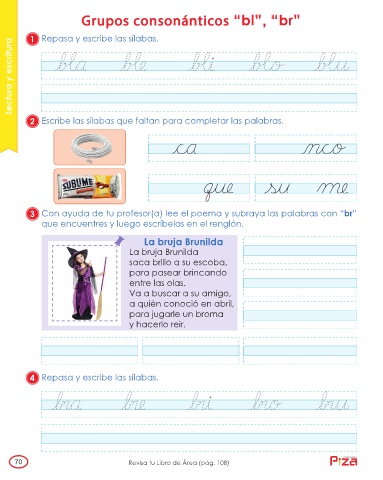 Grupos consonánticos “bl”, “br”
Lectura y escritura
1 Repasa y escribe las sílabas.
bla ble bli blo blu
2 Escribe las sílabas que faltan para completar las palabras.
ca nco
SUBLIME
que su me
3 Con ayuda de tu profesor(a) lee el poema y subraya las palabras con “br”
que encuentres y luego escríbelas en el renglón.
La bruja Brunilda
La bruja Brunilda
saca brillo a su escoba,
para pasear brincando
entre las olas.
Va a buscar a su amigo,
a quién conoció en abril,
para jugarle un broma
y hacerlo reir.
4 Repasa y escribe las sílabas.
bra bre bri bro bru
70
Revisa tu Libro de Área (pág. 108)
Piza